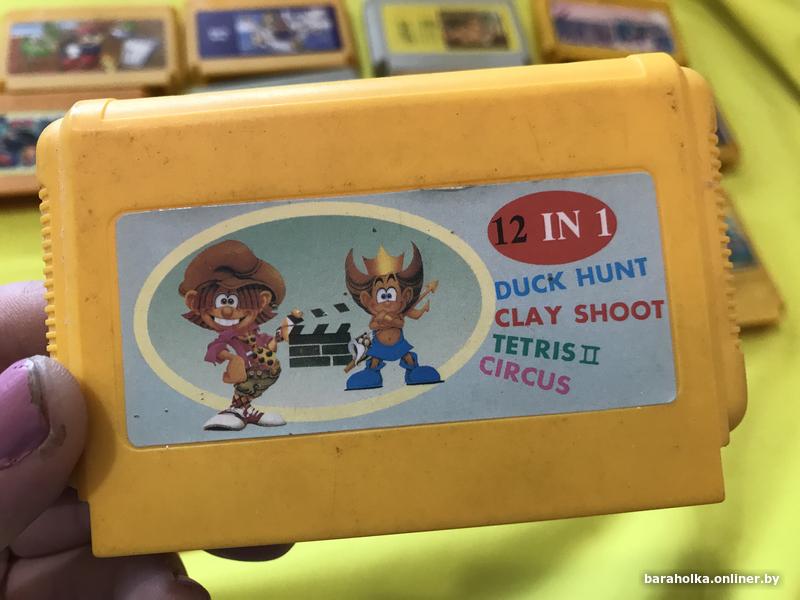 12 IN 1
DUCK HUNT
CLAY SHOOT
TETRIS II
CIRCUS
baraholka.onliner.by